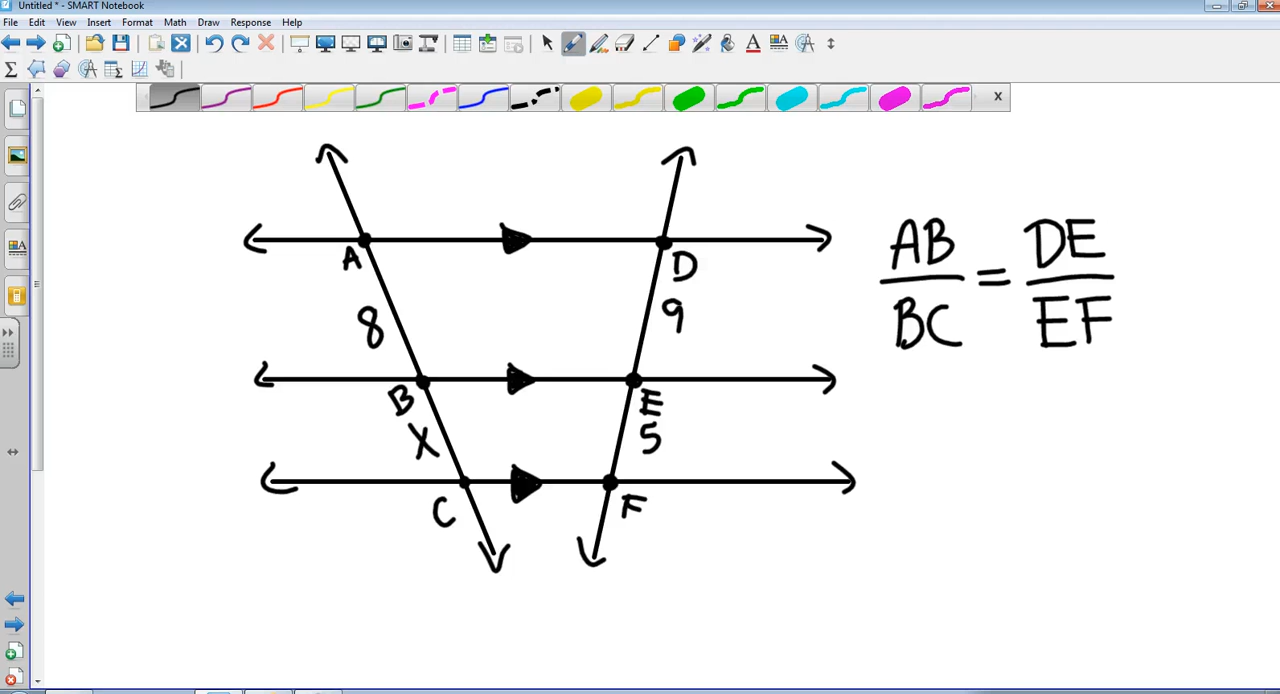 Untitled * - SMART Notebook
File Edit View Insert Format Math Draw Response Help
A
D
8
9
AB
BC
=
DE
EF
B
E
X
5
C
F